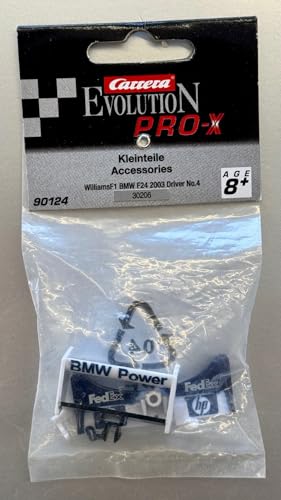 Carrera
EVOLUTION
PRO-X
Kleinteile
Accessories
WilliamsF1 BMW F24 2003 Driver No.4
30206
90124
AGE
8+
04
BMW Power
FedEx
FedEx
hp